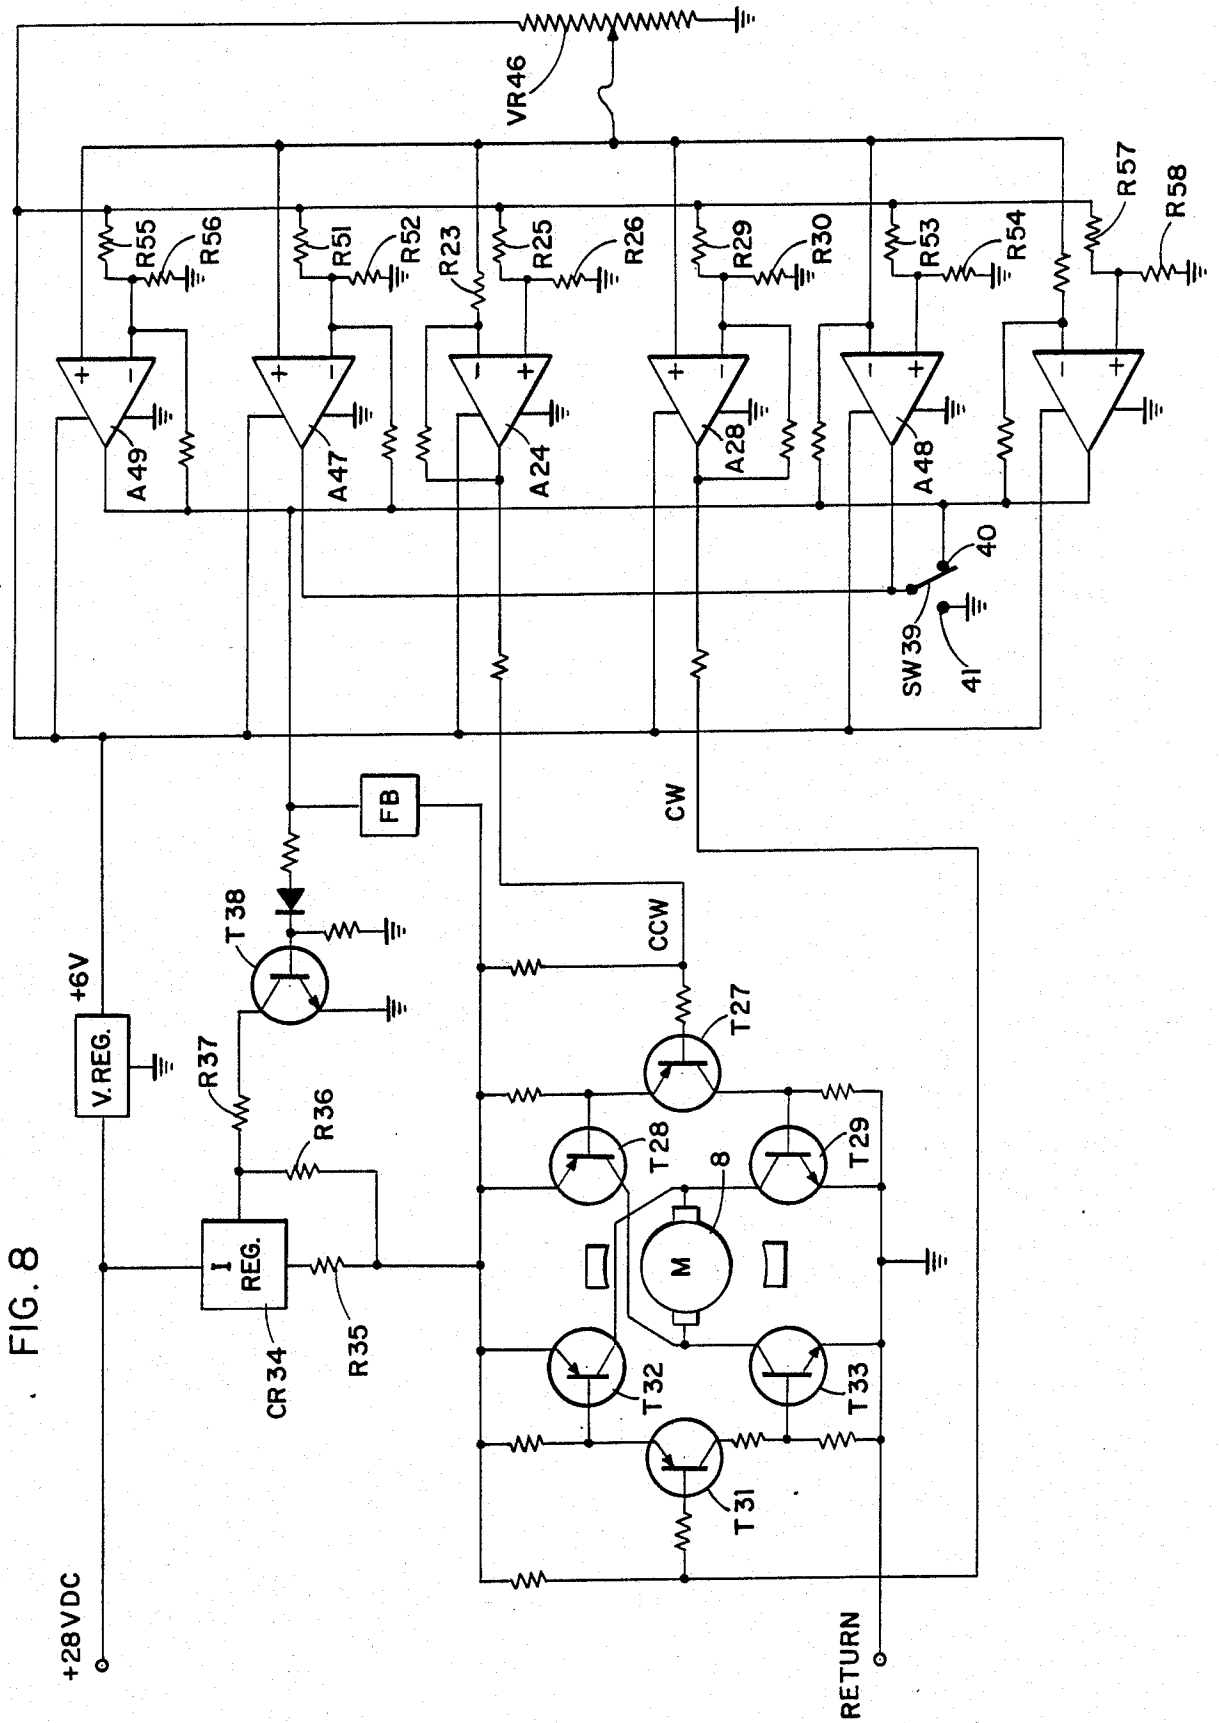 FIG. 8
+28VDC
RETURN
V.REG.
+6V
I
REG.
CR34
R35
R36
R37
T38
FB
CCW
CW
T27
T28
T29
T31
T32
T33
M
8
A49
A47
A24
A28
A48
+
-
+
-
-
+
+
-
-
+
-
+
SW39
40
41
R55
R56
R51
R52
R23
R25
R26
R29
R30
R53
R54
R57
R58
VR46